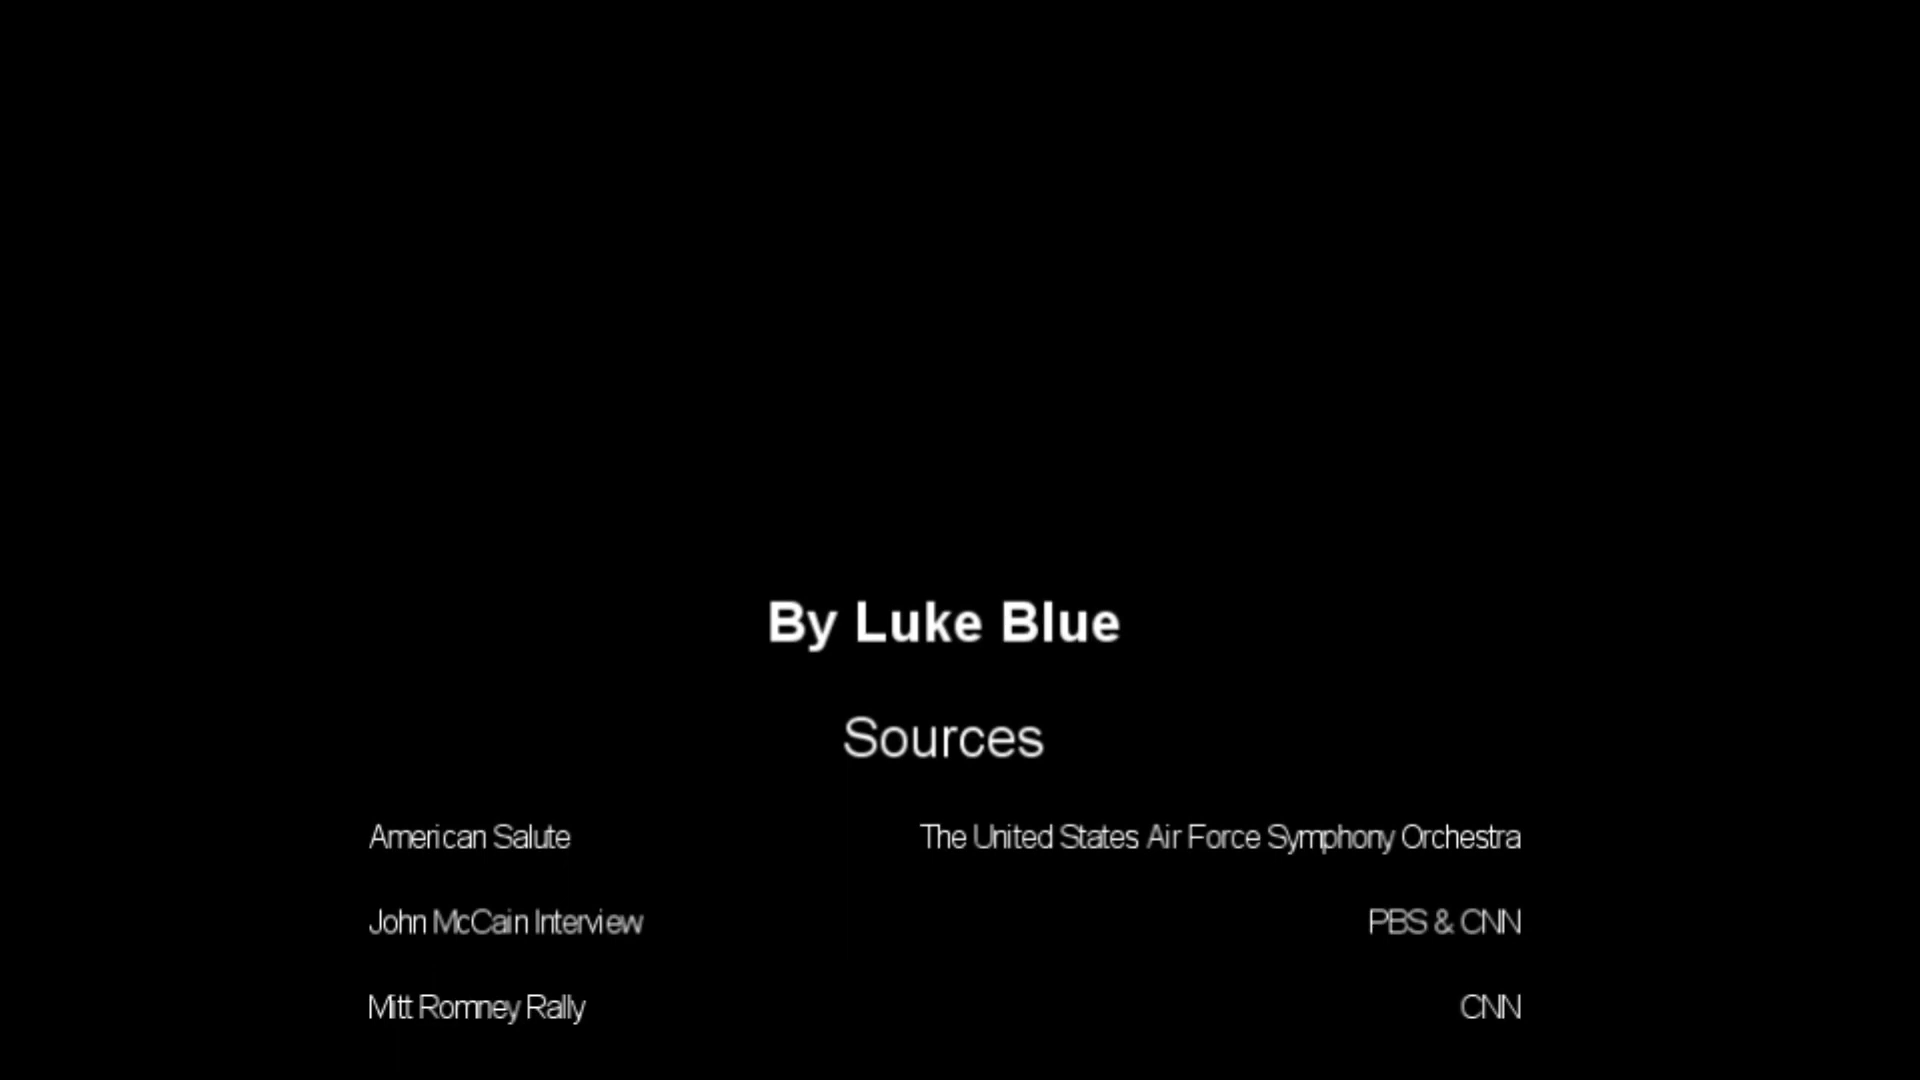 By Luke Blue
Sources
American Salute The United States Air Force Symphony Orchestra
John McCain Interview PBS & CNN
Mitt Romney Rally CNN